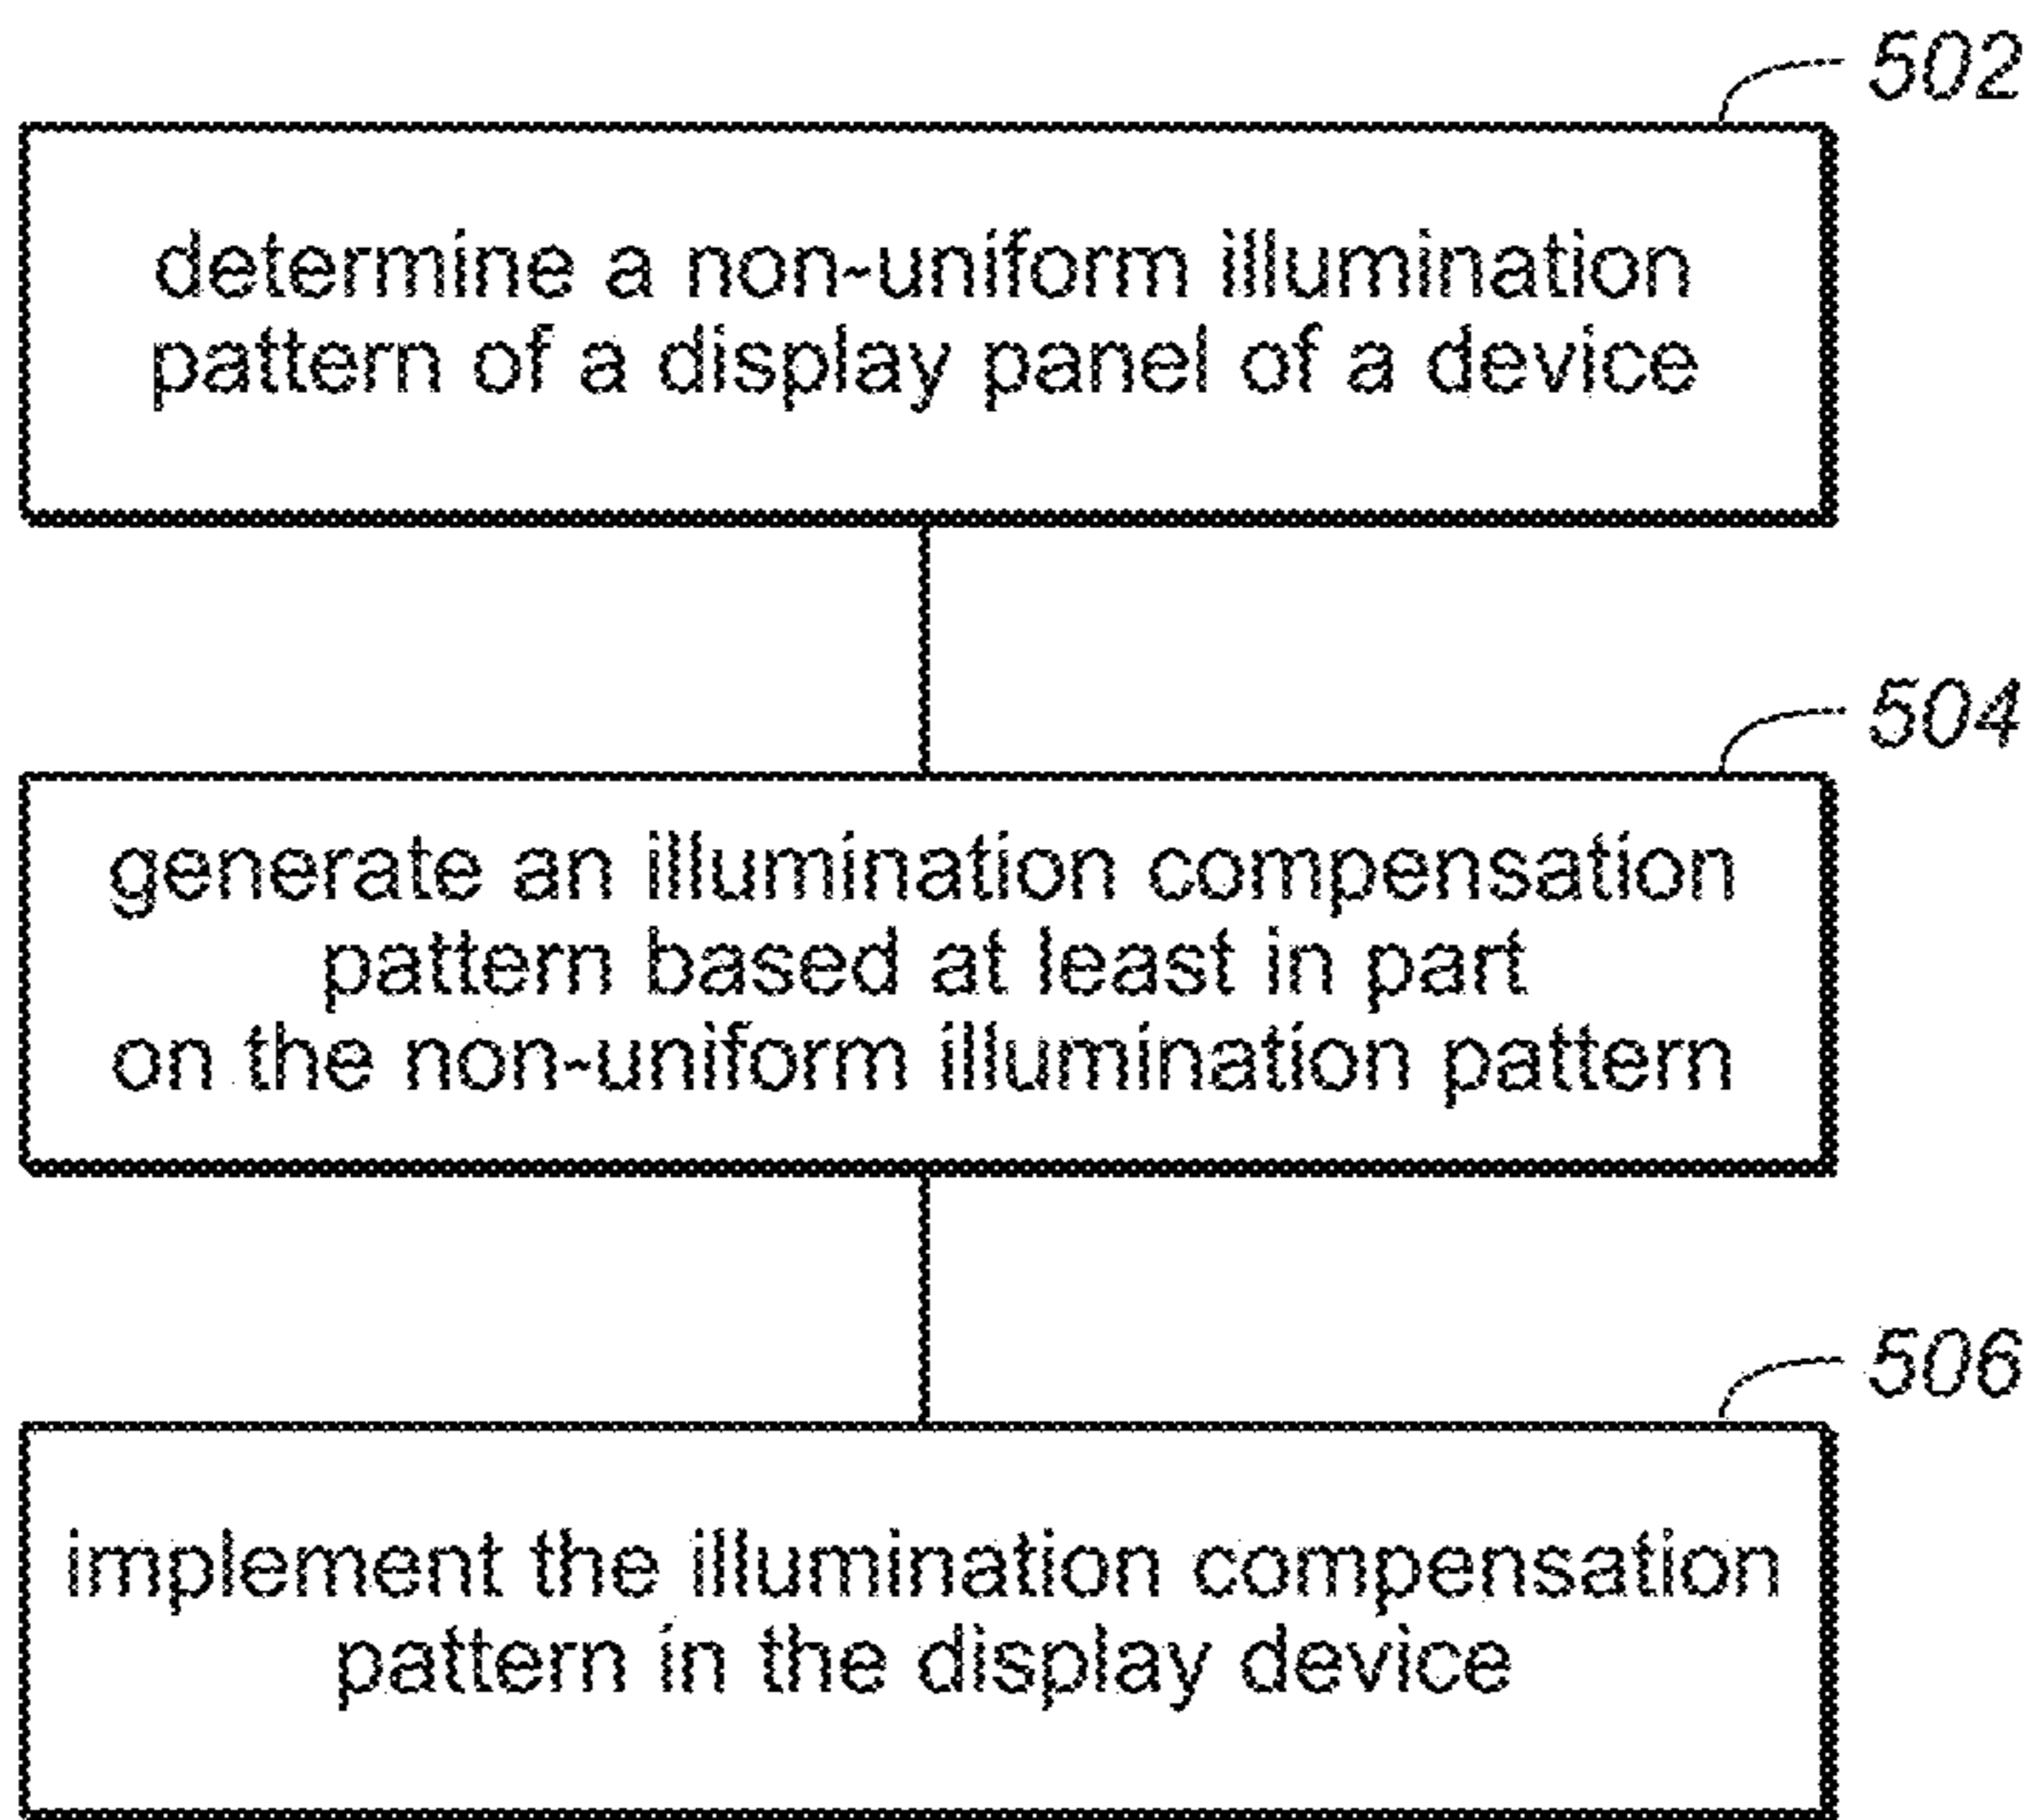 502
determine a non-uniform illumination
pattern of a display panel of a device
504
generate an illumination compensation
pattern based at least in part
on the non-uniform illumination pattern
506
implement the illumination compensation
pattern in the display device